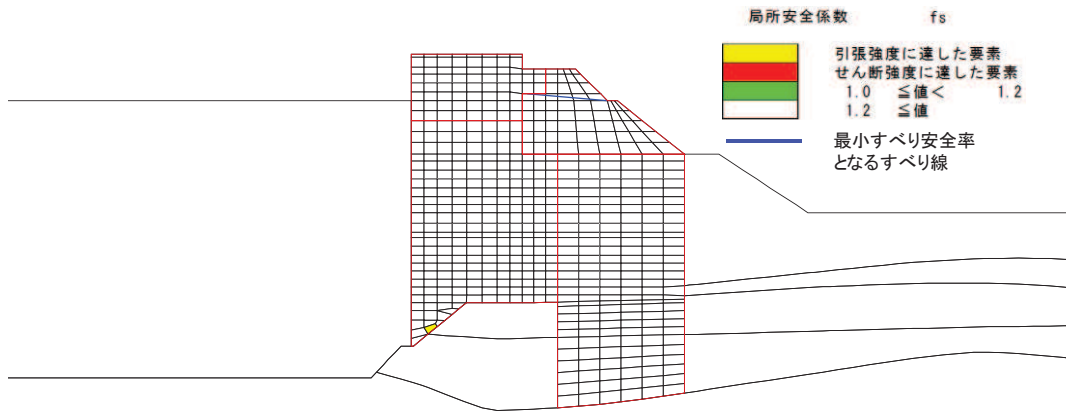 局所安全係数 fs
引張強度に達した要素
せん断強度に達した要素
1.0 ≦値< 1.2
1.2 ≦値
最小すべり安全率
となるすべり線